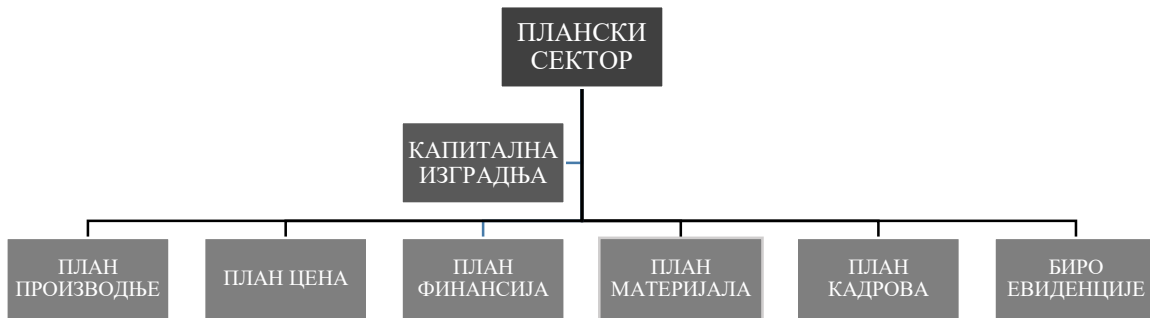 ПЛАНСКИ
СЕКТОР
КАПИТАЛНА
ИЗГРАДЊА
ПЛАН
ПРОИЗВОДЊЕ
ПЛАН ЦЕНА
ПЛАН
ФИНАНСИЈА
ПЛАН
МАТЕРИЈАЛА
ПЛАН
КАДРОВА
БИРО
ЕВИДЕНЦИЈЕ